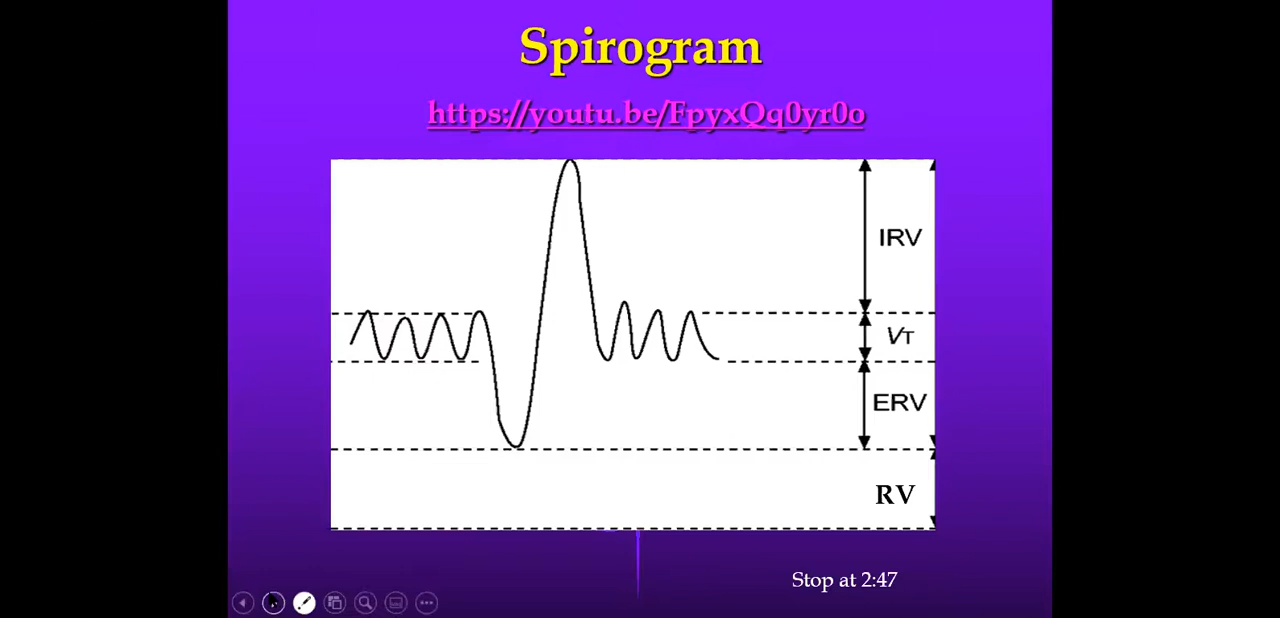 Spirogram
https://youtu.be/FpyxQq0yr0o
IRV
VT
ERV
RV
Stop at 2:47